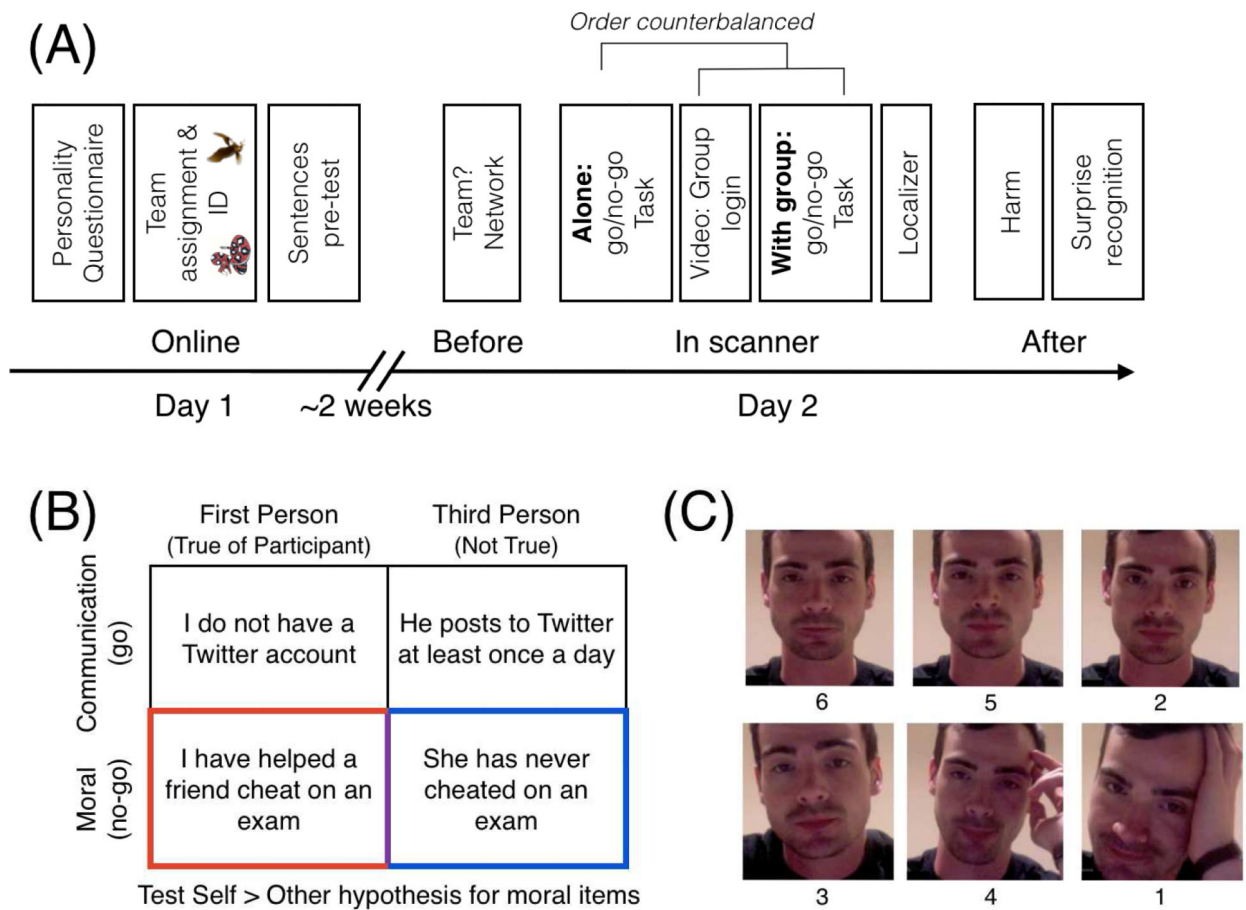 (A)
Order counterbalanced
Personality
Questionnaire
Team
assignment &
ID
Sentences
pre-test
Team?
Network
Alone:
go/no-go
Task
Video: Group
login
With group:
go/no-go
Task
Localizer
Harm
Surprise
recognition
Online
Before
In scanner
After
Day 1
~2 weeks
Day 2
(B)
First Person
(True of Participant)
Third Person
(Not True)
Communication
(go)
I do not have a
Twitter account
He posts to Twitter
at least once a day
Moral
(no-go)
I have helped a
friend cheat on an
exam
She has never
cheated on an
exam
Test Self > Other hypothesis for moral items
(C)
6
5
2
3
4
1